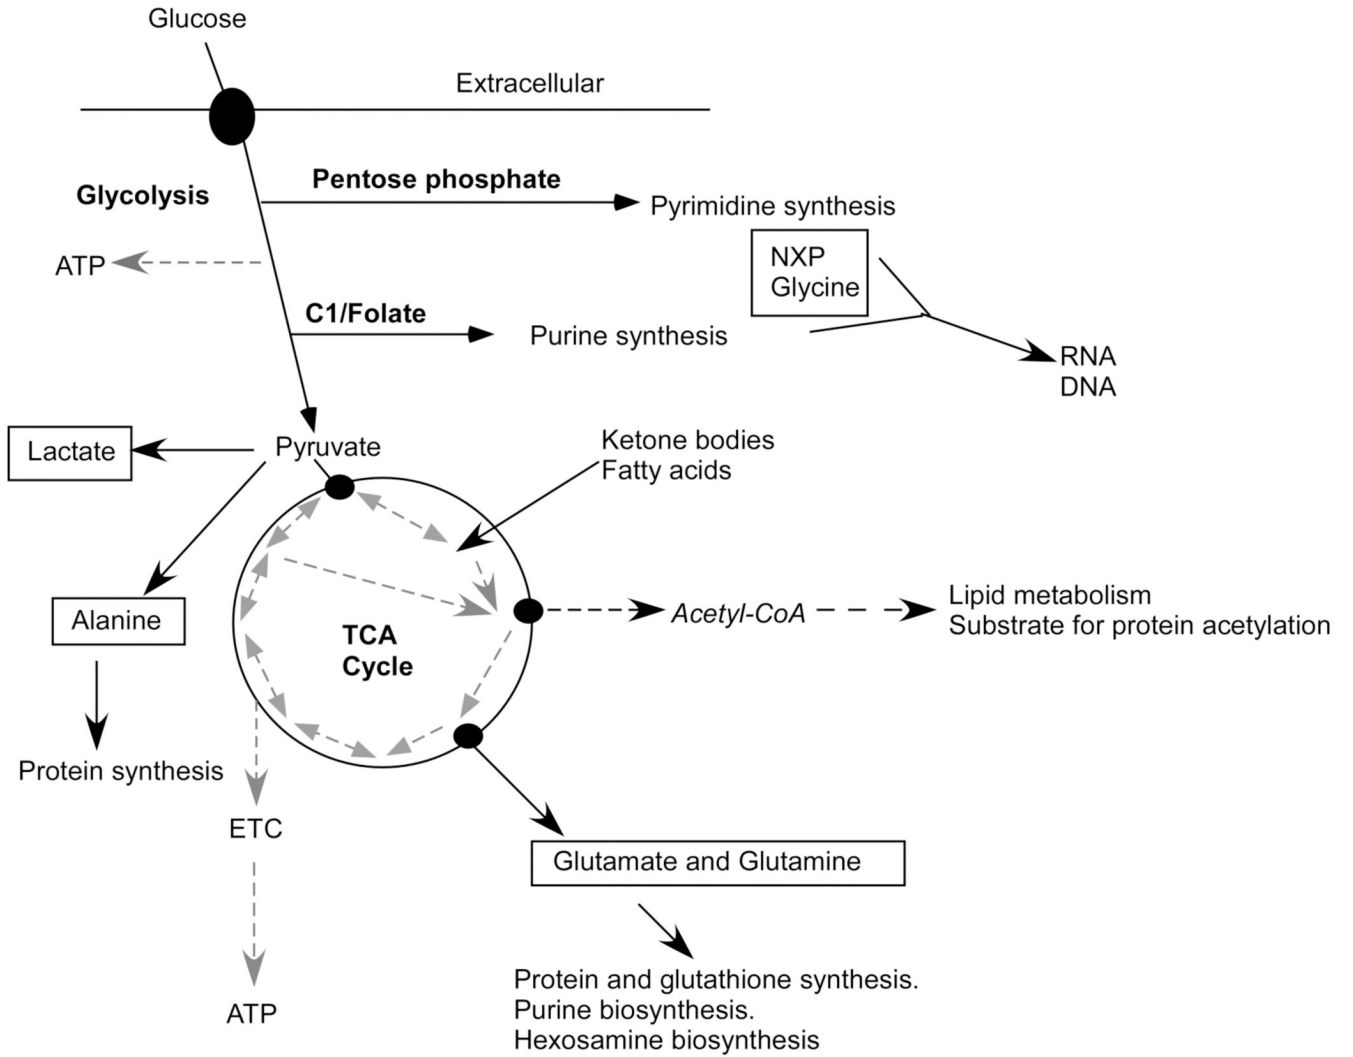 Glucose
Extracellular
Pentose phosphate
Glycolysis
Pyrimidine synthesis
ATP
NXP
Glycine
C1/Folate
Purine synthesis
RNA
DNA
Lactate
Pyruvate
Ketone bodies
Fatty acids
Alanine
TCA
Cycle
Acetyl-CoA
Lipid metabolism
Substrate for protein acetylation
Protein synthesis
ETC
Glutamate and Glutamine
ATP
Protein and glutathione synthesis.
Purine biosynthesis.
Hexosamine biosynthesis